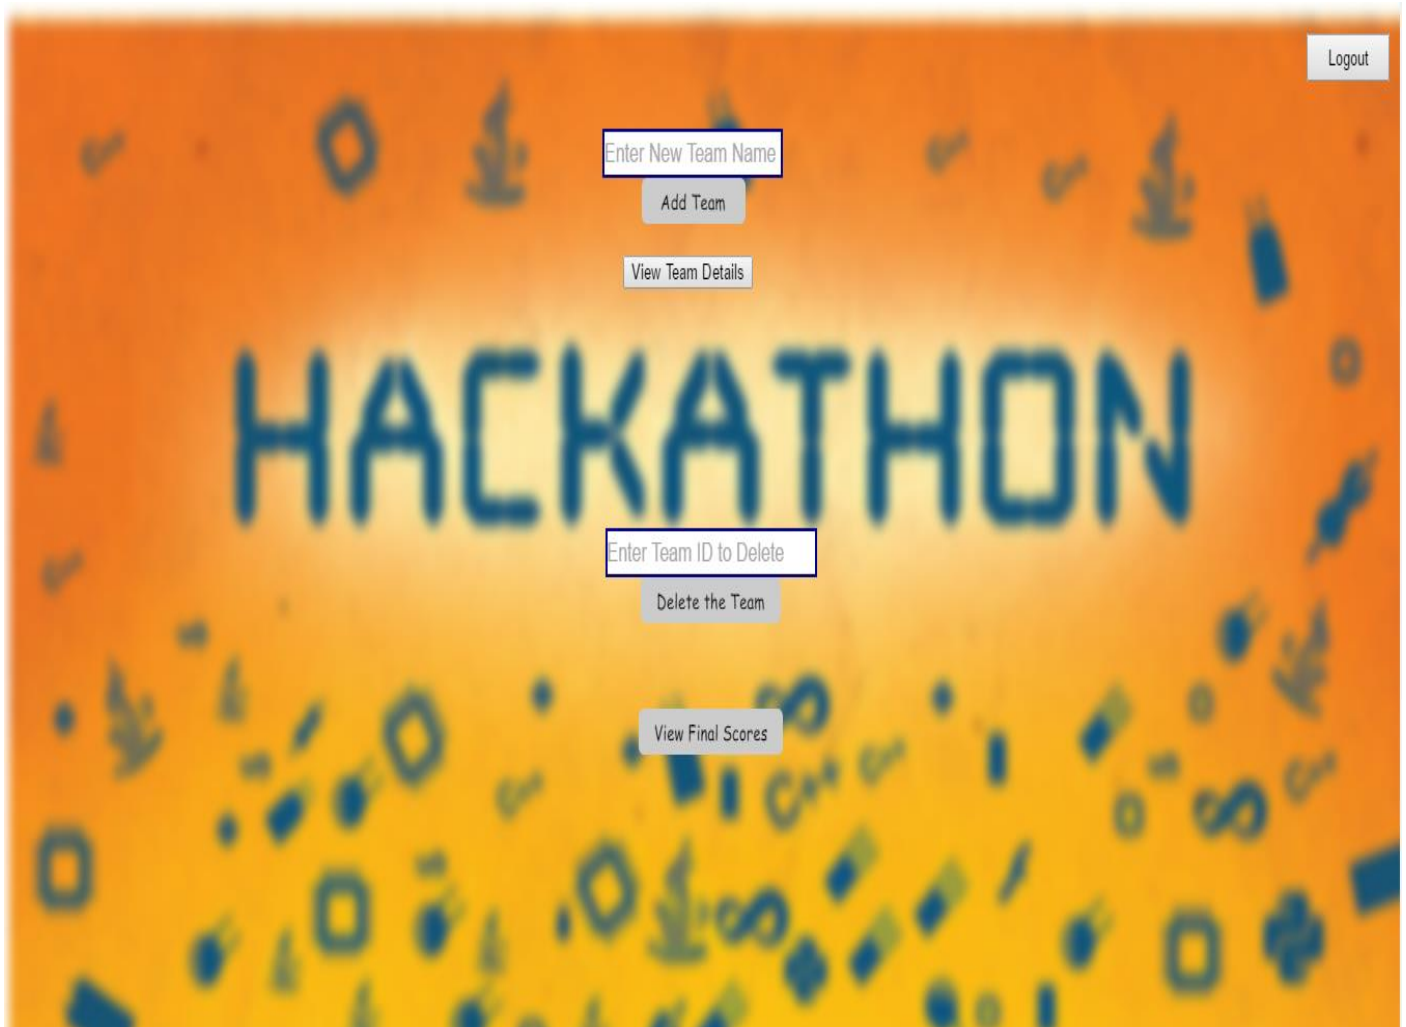 Logout
Enter New Team Name
Add Team
View Team Details
HACKATHON
Enter Team ID to Delete
Delete the Team
View Final Scores
C++